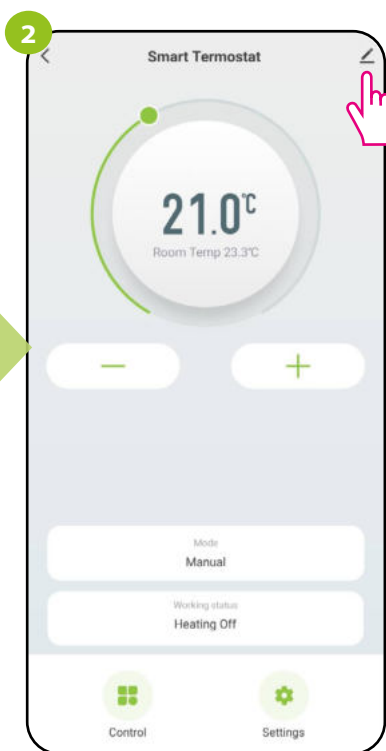 2
Smart Termostat
21.0℃
Room Temp 23.3℃
Mode
Manual
Working status
Heating Off
Control
Settings